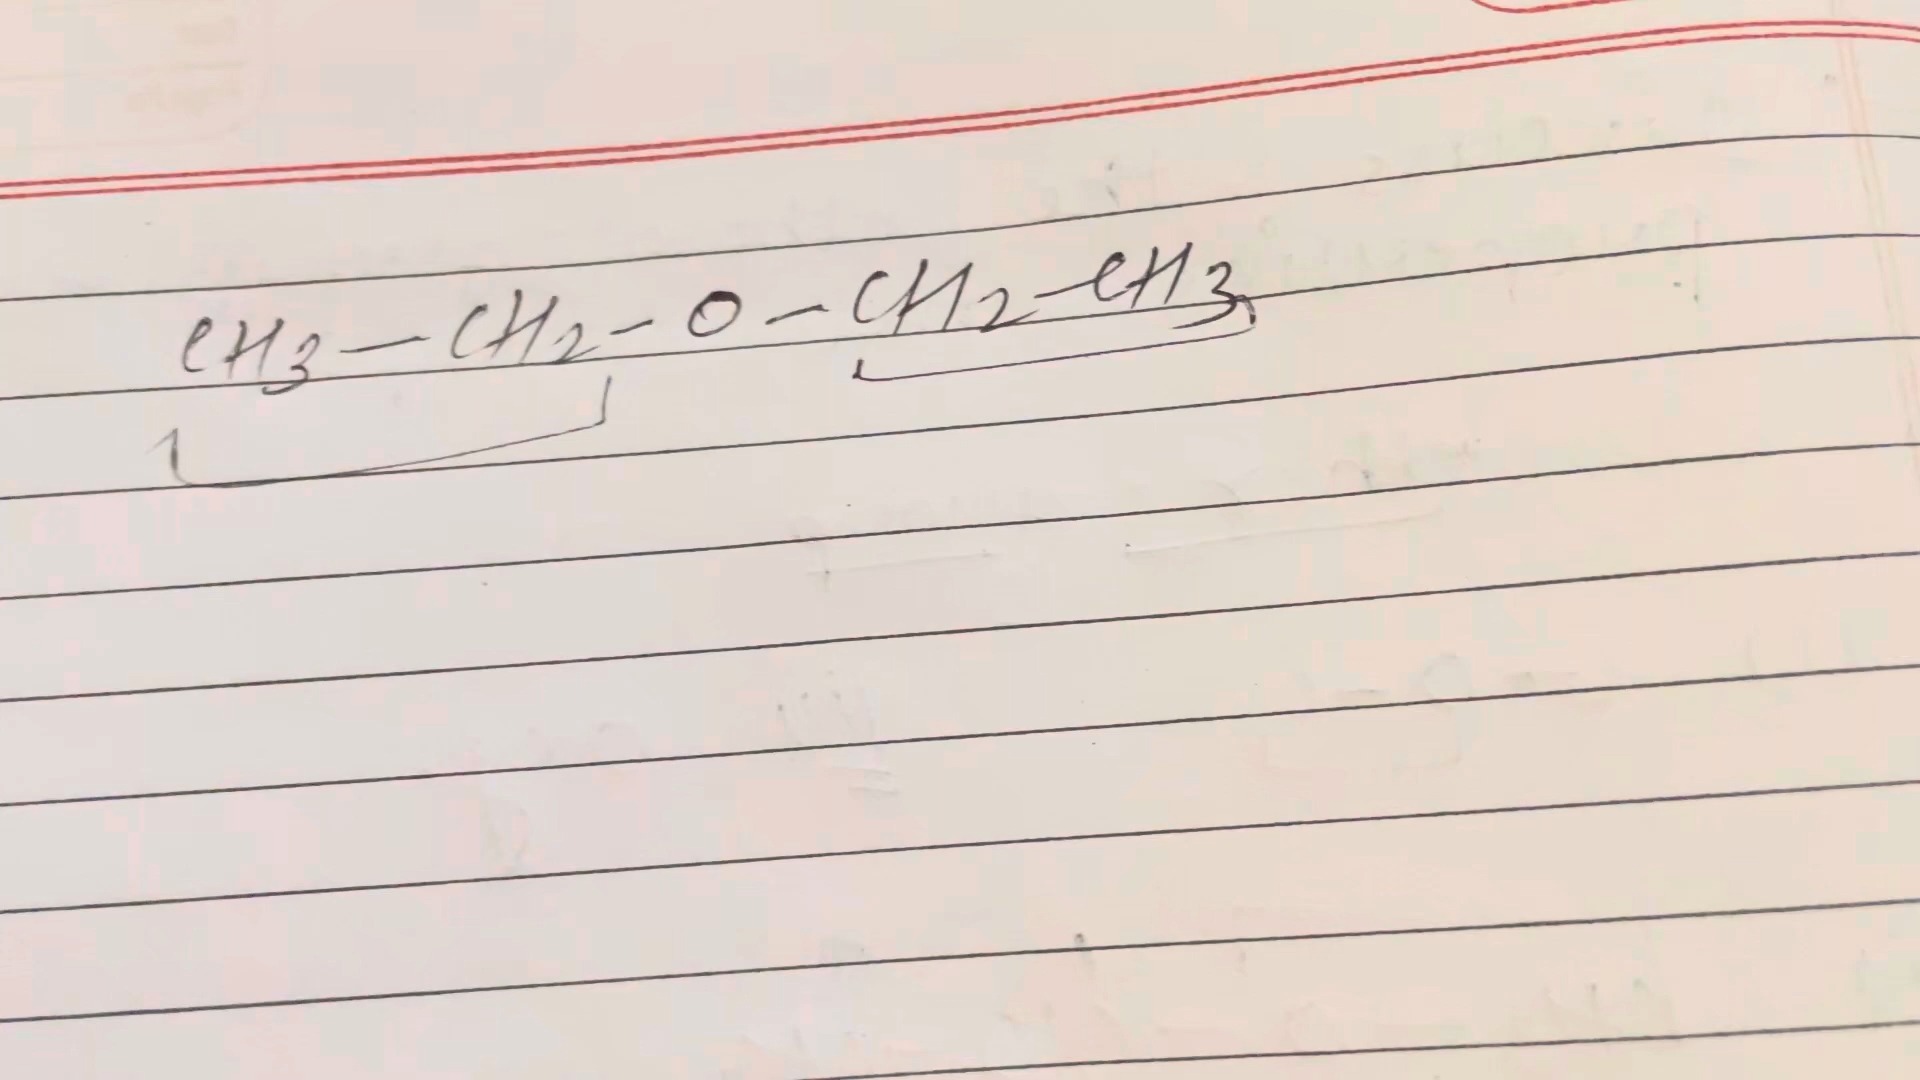 CH3 — CH2 - O - CH2 - CH3